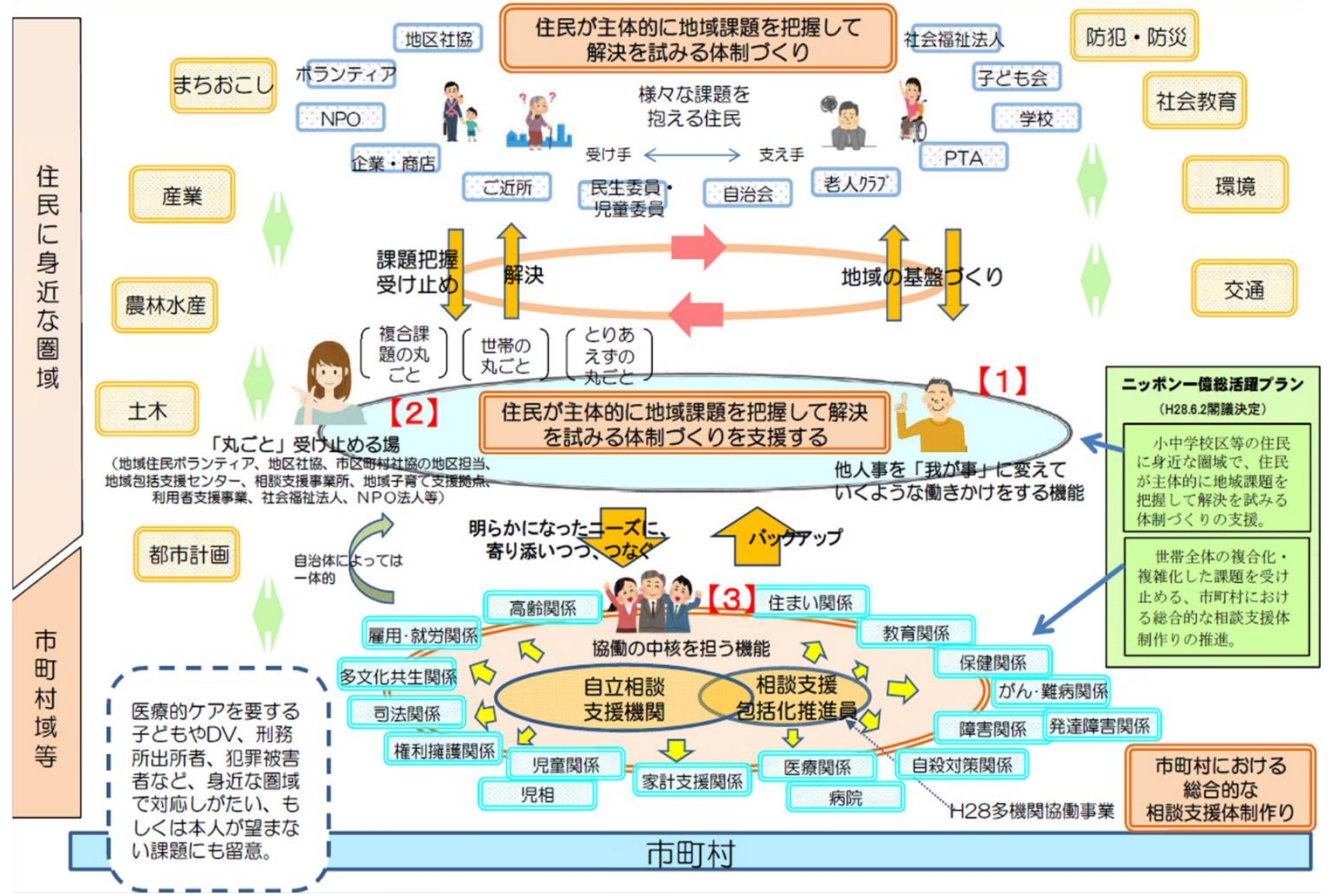 住民に身近な圏域
市町村域等
住民が主体的に地域課題を把握して
解決を試みる体制づくり
地区社協
ボランティア
NPO
企業・商店
ご近所
民生委員・
児童委員
自治会
老人クラブ
PTA
学校
子ども会
社会福祉法人
様々な課題を
抱える住民
受け手
支え手
まちおこし
産業
農林水産
土木
都市計画
防犯・防災
社会教育
環境
交通
課題把握
受け止め
解決
地域の基盤づくり
複合課
題の丸
ごと
世帯の
丸ごと
とりあ
えずの
丸ごと
【2】
【1】
住民が主体的に地域課題を把握して解決
を試みる体制づくりを支援する
「丸ごと」受け止める場
(地域住民ボランティア、地区社協、市区町村社協の地区担当、
地域包括支援センター、相談支援事業所、地域子育て支援拠点、
利用者支援事業、社会福祉法人、NPO法人等)
他人事を「我が事」に変えて
いくような働きかけをする機能
ニッポン一億総活躍プラン
(H28.6.2閣議決定)
小中学校区等の住民
に身近な圏域で、住民
が主体的に地域課題を
把握して解決を試みる
体制づくりの支援。
世帯全体の複合化・
複雑化した課題を受け
止める、市町村におけ
る総合的な相談支援体
制作りの推進。
自治体によっては
一体的
明らかになったニーズに、
寄り添いつつ、つなぐ
バックアップ
【3】
協働の中核を担う機能
自立相談
支援機関
相談支援
包括化推進員
高齢関係
雇用・就労関係
多文化共生関係
司法関係
権利擁護関係
児童関係
児相
家計支援関係
医療関係
病院
自殺対策関係
障害関係
発達障害関係
がん・難病関係
保健関係
教育関係
住まい関係
H28多機関協働事業
医療的ケアを要する
子どもやDV、刑務
所出所者、犯罪被害
者など、身近な圏域
で対応しがたい、も
しくは本人が望まな
い課題にも留意。
市町村における
総合的な
相談支援体制作り
市町村